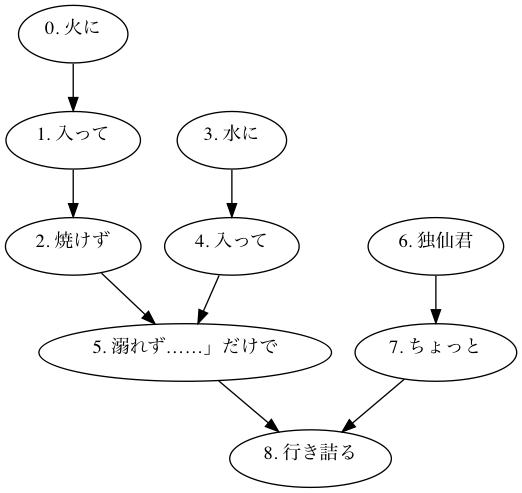 0. 火に
1. 入って
3. 水に
2. 焼けず
4. 入って
6. 独仙君
5. 溺れず……」だけで
7. ちょっと
8. 行き詰る